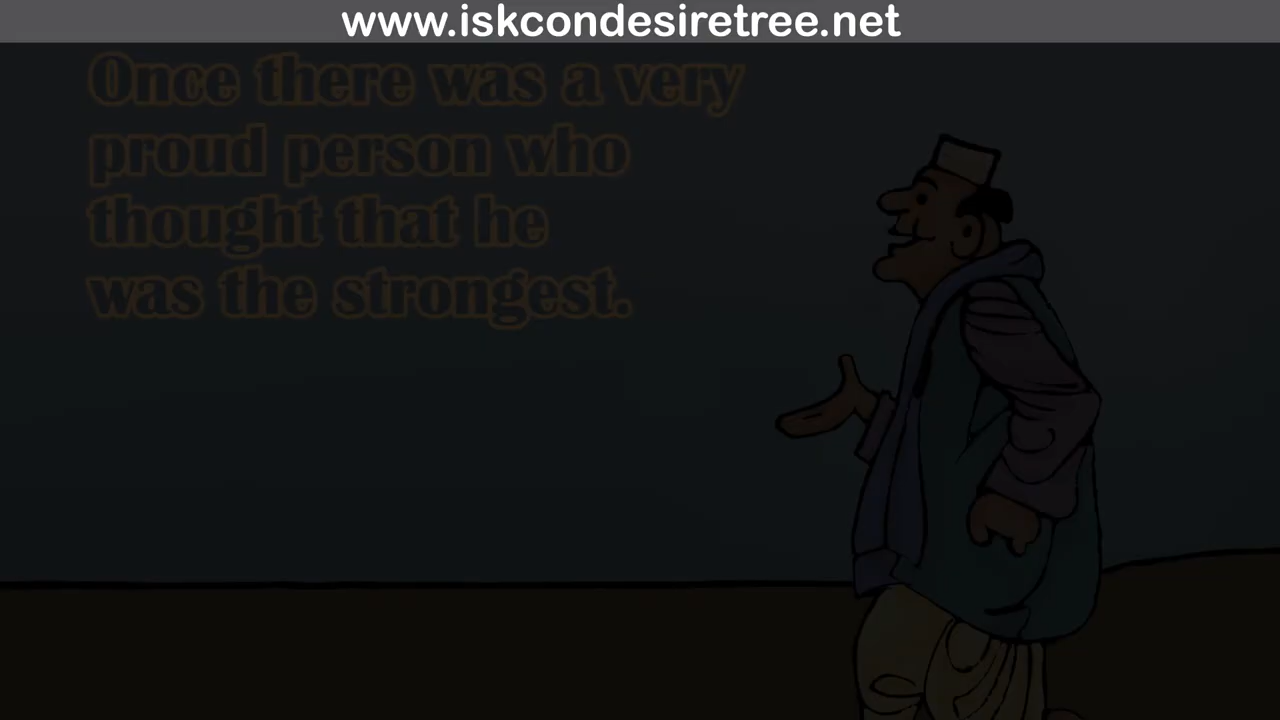 www.iskcondesiretree.net
Once there was a very
proud person who
thought that he
was the strongest.